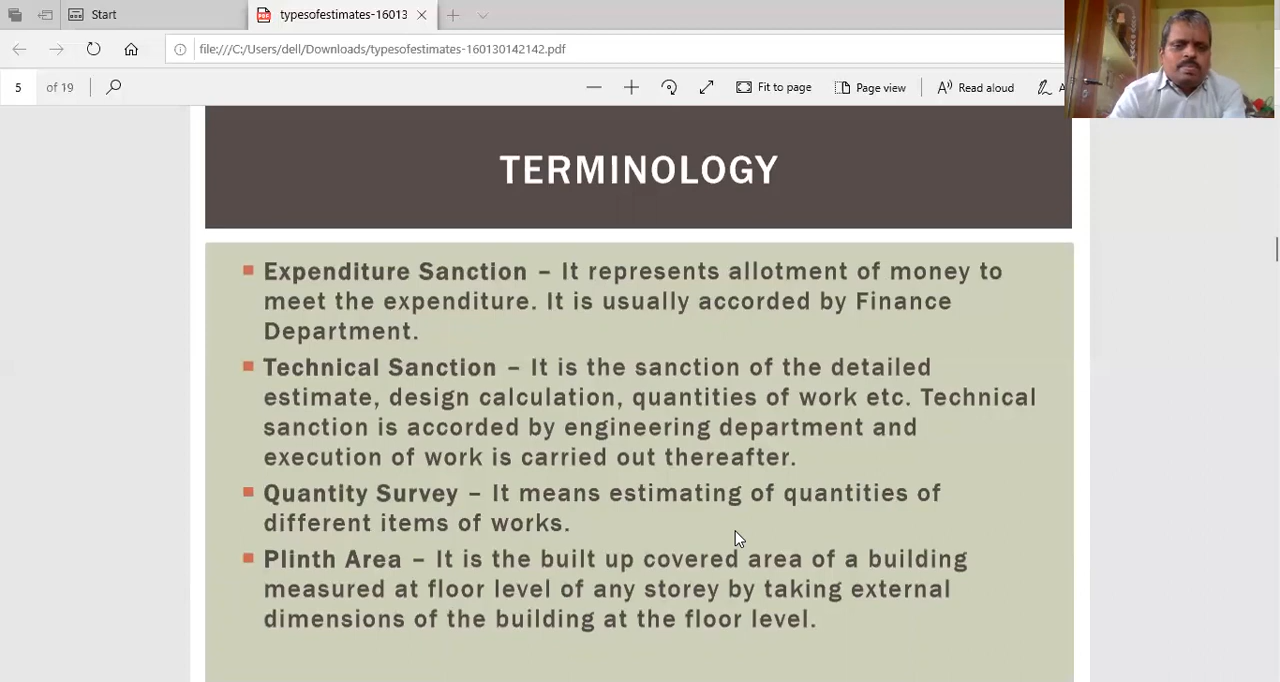 Start
typesofestimates-16013
file:///C:/Users/dell/Downloads/typesofestimates-160130142142.pdf
5 of 19
Fit to page
Page view
Read aloud
TERMINOLOGY
Expenditure Sanction – It represents allotment of money to
meet the expenditure. It is usually accorded by Finance
Department.
Technical Sanction – It is the sanction of the detailed
estimate, design calculation, quantities of work etc. Technical
sanction is accorded by engineering department and
execution of work is carried out thereafter.
Quantity Survey – It means estimating of quantities of
different items of works.
Plinth Area – It is the built up covered area of a building
measured at floor level of any storey by taking external
dimensions of the building at the floor level.